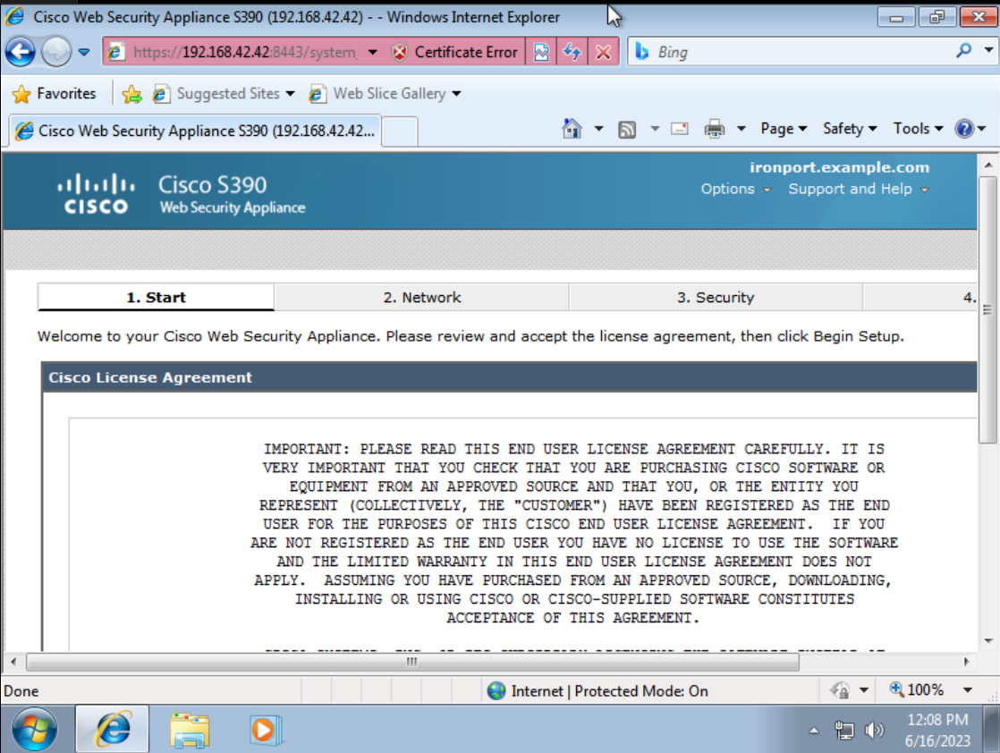 Cisco Web Security Appliance S390 (192.168.42.42) - - Windows Internet Explorer
https://192.168.42.42:8443/system_ Certificate Error Bing
Favorites Suggested Sites Web Slice Gallery
Cisco Web Security Appliance S390 (192.168.42.42... Page Safety Tools
ironport.example.com
CISCO Cisco S390 Options Support and Help
Web Security Appliance
1. Start 2. Network 3. Security 4.
Welcome to your Cisco Web Security Appliance. Please review and accept the license agreement, then click Begin Setup.
Cisco License Agreement
IMPORTANT: PLEASE READ THIS END USER LICENSE AGREEMENT CAREFULLY. IT IS
VERY IMPORTANT THAT YOU CHECK THAT YOU ARE PURCHASING CISCO SOFTWARE OR
EQUIPMENT FROM AN APPROVED SOURCE AND THAT YOU, OR THE ENTITY YOU
REPRESENT (COLLECTIVELY, THE "CUSTOMER") HAVE BEEN REGISTERED AS THE END
USER FOR THE PURPOSES OF THIS CISCO END USER LICENSE AGREEMENT. IF YOU
ARE NOT REGISTERED AS THE END USER YOU HAVE NO LICENSE TO USE THE SOFTWARE
AND THE LIMITED WARRANTY IN THIS END USER LICENSE AGREEMENT DOES NOT
APPLY. ASSUMING YOU HAVE PURCHASED FROM AN APPROVED SOURCE, DOWNLOADING,
INSTALLING OR USING CISCO OR CISCO-SUPPLIED SOFTWARE CONSTITUTES
ACCEPTANCE OF THIS AGREEMENT.
Done Internet | Protected Mode: On 100%
12:08 PM
6/16/2023